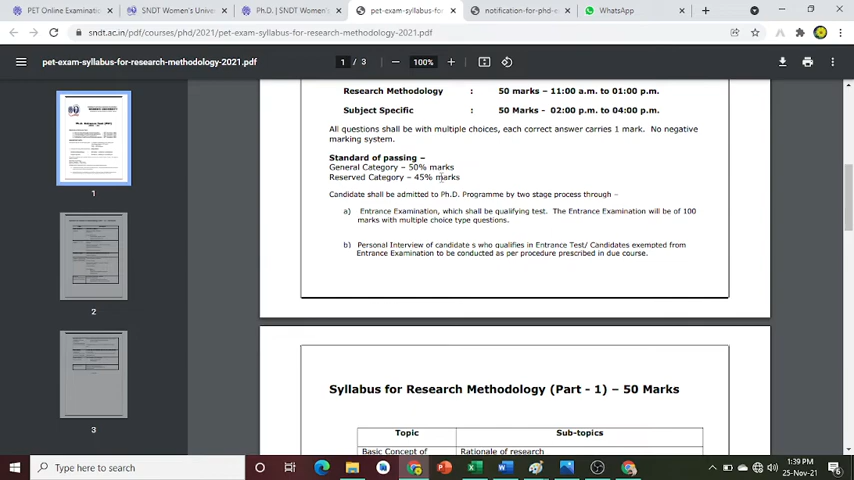 PET Online Examinatio
SNDT Women's Unive
Ph.D. | SNDT Women's
pet-exam-syllabus-for
notification-for-phd-e
WhatsApp
sndt.ac.in/pdf/courses/phd/2021/pet-exam-syllabus-for-research-methodology-2021.pdf
pet-exam-syllabus-for-research-methodology-2021.pdf
1 / 3
100%
Research Methodology : 50 marks – 11:00 a.m. to 01:00 p.m.
Subject Specific : 50 Marks - 02:00 p.m. to 04:00 p.m.
All questions shall be with multiple choices, each correct answer carries 1 mark. No negative
marking system.
Standard of passing –
General Category – 50% marks
Reserved Category – 45% marks
Candidate shall be admitted to Ph.D. Programme by two stage process through –
a) Entrance Examination, which shall be qualifying test. The Entrance Examination will be of 100
marks with multiple choice type questions.
b) Personal Interview of candidate s who qualifies in Entrance Test/ Candidates exempted from
Entrance Examination to be conducted as per procedure prescribed in due course.
1
2
3
Syllabus for Research Methodology (Part - 1) – 50 Marks
Topic Sub-topics
Basic Concept of Rationale of research
Type here to search
1:39 PM
25-Nov-21
6